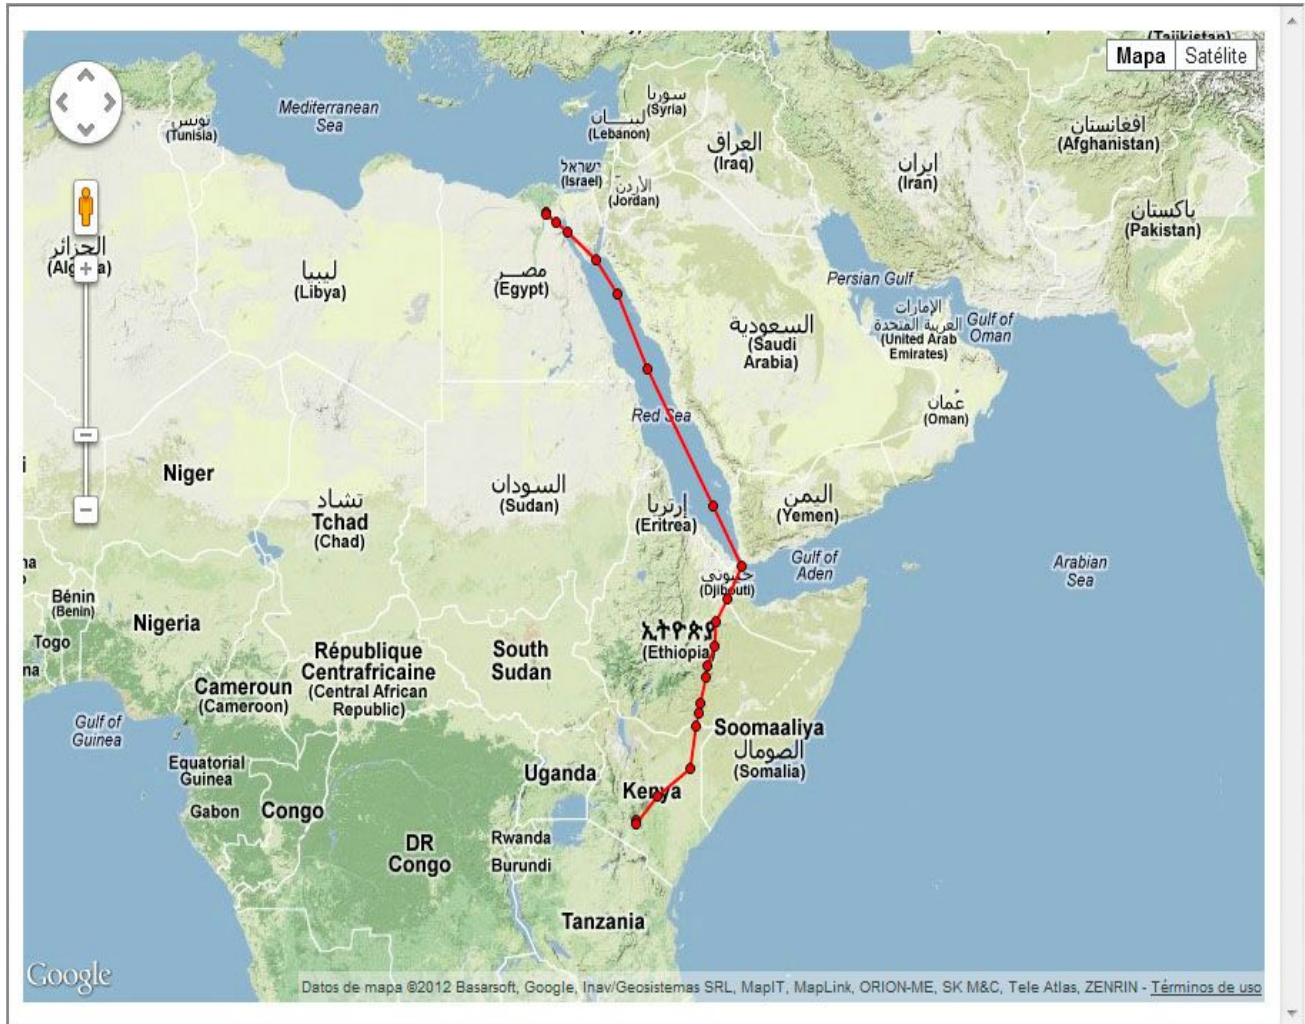 (Tajikistan)
Mapa
Satélite
Mediterranean
Sea
تونس
(Tunisia)
سوريا
(Syria)
لبنان
(Lebanon)
العراق
(Iraq)
افغانستان
(Afghanistan)
ישראל
(Israel)
الأردن
(Jordan)
ایران
(Iran)
پاکستان
(Pakistan)
الجزائر
ليبيا
(Libya)
مصر
(Egypt)
Persian Gulf
الإمارات
العربية المتحدة
(United Arab
Emirates)
Gulf of
Oman
السعودية
(Saudi
Arabia)
عُمان
(Oman)
Red Sea
Niger
تشاد
Tchad
(Chad)
السودان
(Sudan)
إرتريا
(Eritrea)
اليمن
(Yemen)
Gulf of
Aden
Arabian
Sea
جيبوتي
(Djibouti)
Bénin
(Benin)
Togo
Nigeria
ኢትዮጵያ
(Ethiopia)
South
Sudan
République
Centrafricaine
(Central African
Republic)
Cameroun
(Cameroon)
Gulf of
Guinea
Soomaaliya
الصومال
(Somalia)
Equatorial
Guinea
Uganda
Kenya
Gabon
Congo
DR
Congo
Rwanda
Burundi
Tanzania
Google
Datos de mapa ©2012 Basarsoft, Google, Inav/Geosistemas SRL, MapIT, MapLink, ORION-ME, SK M&C, Tele Atlas, ZENRIN - Términos de uso